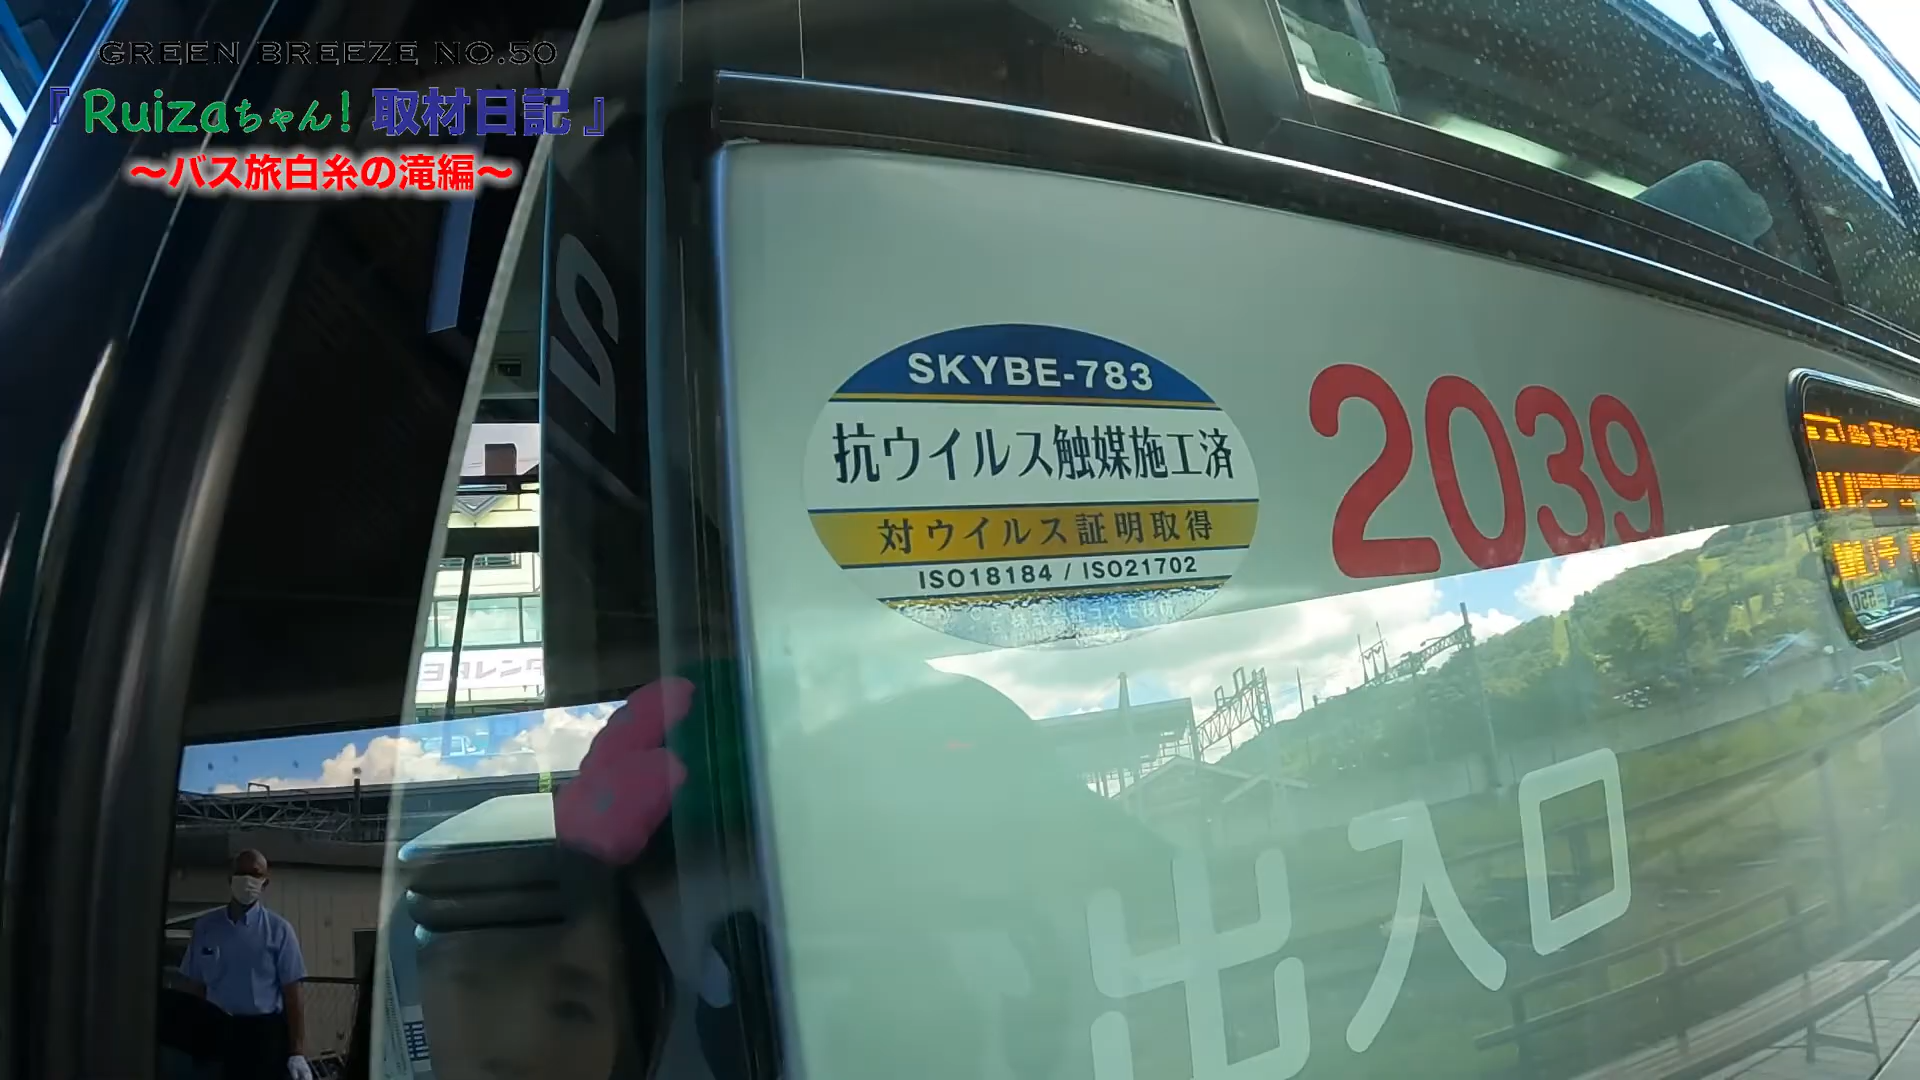 GREEN BREEZE NO.50
『Ruizaちゃん!取材日記』
〜バス旅白糸の滝編〜
SKYBE-783
抗ウイルス触媒施工済
対ウイルス証明取得
ISO18184 / ISO21702
2039
出入口